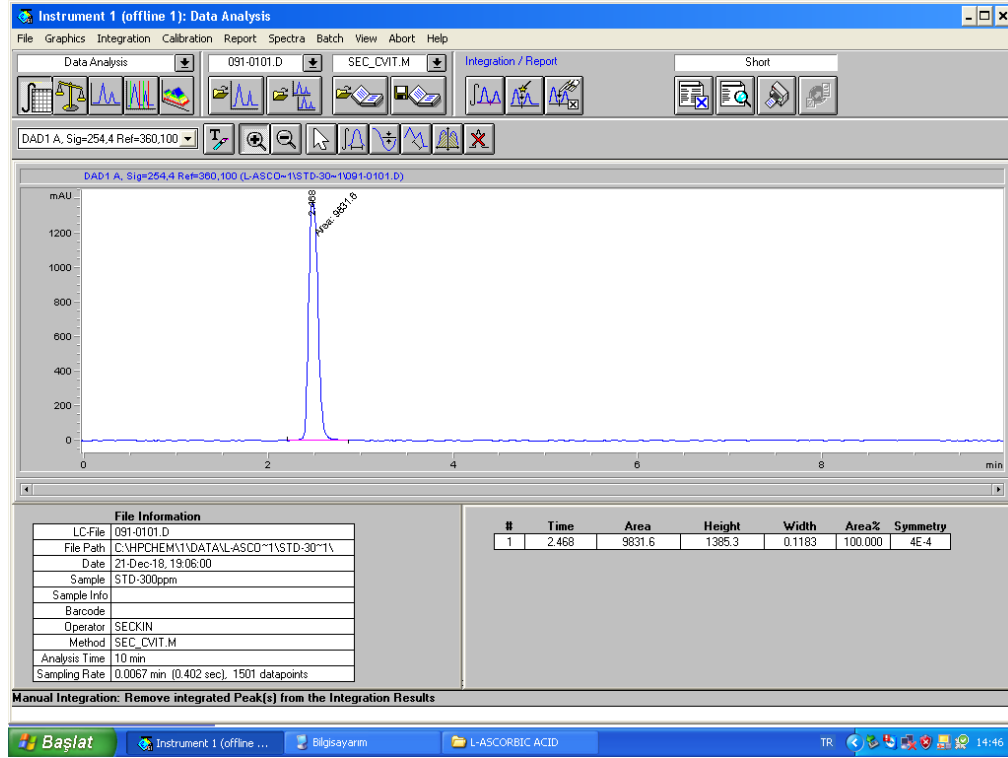 Instrument 1 (offline 1): Data Analysis
File Graphics Integration Calibration Report Spectra Batch View Abort Help
Data Analysis 091-0101.D SEC_CVIT.M Integration / Report Short
DAD1 A, Sig=254,4 Ref=360,100
DAD1 A, Sig=254,4 Ref=360,100 (L-ASCO~1\STD-30~1\091-0101.D)
mAU
2.468
Area: 9831.6
1200
1000
800
600
400
200
0
0 2 4 6 8 min
File Information
LC-File 091-0101.D
File Path C:\HPCHEM\1\DATA\L-ASCO~1\STD-30~1\
Date 21-Dec-18, 19:06:00
Sample STD-300ppm
Sample Info
Barcode
Operator SECKIN
Method SEC_CVIT.M
Analysis Time 10 min
Sampling Rate 0.0067 min (0.402 sec), 1501 datapoints
# Time Area Height Width Area% Symmetry
1 2.468 9831.6 1385.3 0.1183 100.000 4E-4
Manual Integration: Remove integrated Peak(s) from the Integration Results
Başlat Instrument 1 (offline ... Bilgisayarım L-ASCORBIC ACID TR 14:46